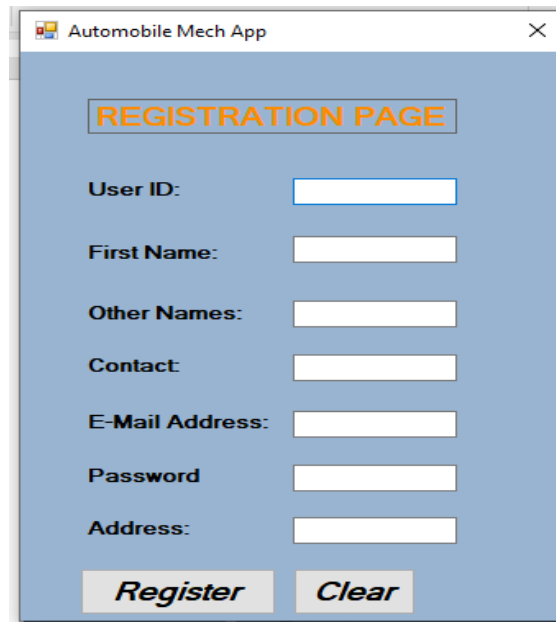 Automobile Mech App
REGISTRATION PAGE
User ID:
First Name:
Other Names:
Contact:
E-Mail Address:
Password
Address:
Register Clear